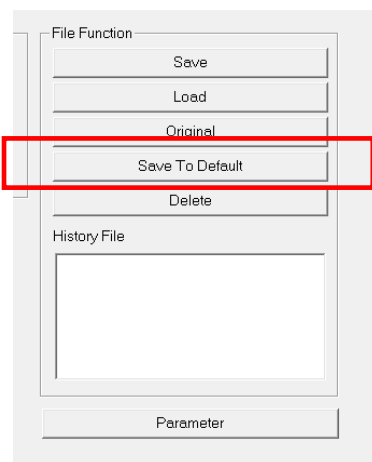 File Function
Save
Load
Original
Save To Default
Delete
History File
Parameter